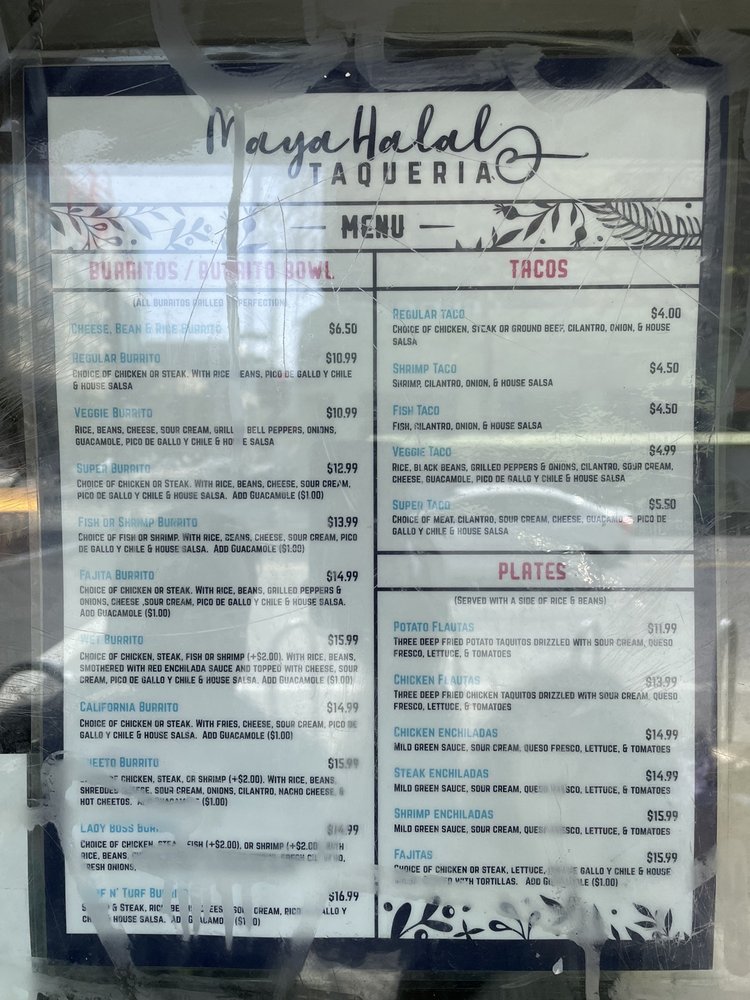 Maya Halal
TAQUERIA
MENU
BURRITOS / BURRITO BOWL
(ALL BURRITOS GRILLED PERFECTION)
CHEESE, BEAN & RICE BURRITO $6.50
REGULAR BURRITO $10.99
CHOICE OF CHICKEN OR STEAK. WITH RICE PICO DE GALLO Y CHILE
& HOUSE SALSA
VEGGIE BURRITO $10.99
RICE, BEANS, CHEESE, SOUR CREAM, BELL PEPPERS, ONIONS,
GUACAMOLE, PICO DE GALLO Y CHILE & SALSA
SUPER BURRITO $12.99
CHOICE OF CHICKEN OR STEAK. WITH RICE, BEANS, CHEESE, SOUR CREAM,
PICO DE GALLO Y CHILE & HOUSE SALSA. ADD GUACAMOLE ($1.00)
FISH OR SHRIMP BURRITO $13.99
CHOICE OF FISH OR SHRIMP. WITH RICE, BEANS, CHEESE, SOUR CREAM, PICO
DE GALLO Y CHILE & HOUSE SALSA. ADD GUACAMOLE ($1.00)
FAJITA BURRITO $14.99
CHOICE OF CHICKEN OR STEAK. WITH RICE, BEANS, GRILLED PEPPERS &
ONIONS, CHEESE ,SOUR CREAM, PICO DE GALLO Y CHILE & HOUSE SALSA.
ADD GUACAMOLE ($1.00)
WET BURRITO $15.99
CHOICE OF CHICKEN, STEAK, FISH OR SHRIMP (+$2.00). WITH RICE, BEANS,
SMOTHERED WITH RED ENCHILADA SAUCE AND TOPPED WITH CHEESE, SOUR
CREAM, PICO DE GALLO Y CHILE & HOUSE SALSA. ADD GUACAMOLE ($1.00)
CALIFORNIA BURRITO $14.99
CHOICE OF CHICKEN OR STEAK. WITH FRIES, CHEESE, SOUR CREAM, PICO DE
GALLO Y CHILE & HOUSE SALSA. ADD GUACAMOLE ($1.00)
CHEETO BURRITO $15.99
OF CHICKEN, STEAK, OR SHRIMP (+$2.00). WITH RICE, BEANS,
SHREDDED CHEESE, SOUR CREAM, ONIONS, CILANTRO, NACHO CHEESE, &
HOT CHEETOS. ($1.00)
LADY BOSS $14.99
CHOICE OF CHICKEN, FISH (+$2.00), OR SHRIMP (+$2.00
RICE, BEANS, FRESH
FRESH ONIONS,
N' TURF BURRITO $16.99
& STEAK, CREAM,
HOUSE SALSA.
TACOS
REGULAR TACO $4.00
CHOICE OF CHICKEN, STEAK OR GROUND BEEF, CILANTRO, ONION, & HOUSE
SALSA
SHRIMP TACO $4.50
SHRIMP, CILANTRO, ONION, & HOUSE SALSA
FISH TACO $4.50
FISH, CILANTRO, ONION, & HOUSE SALSA
VEGGIE TACO $4.99
RICE, BLACK BEANS, GRILLED PEPPERS & ONIONS, CILANTRO, SOUR CREAM,
CHEESE, GUACAMOLE, PICO DE GALLO Y CHILE & HOUSE SALSA
SUPER TACO $5.50
CHOICE OF MEAT, CILANTRO, SOUR CREAM, CHEESE, PICO DE
GALLO Y CHILE & HOUSE SALSA
PLATES
(SERVED WITH A SIDE OF RICE & BEANS)
POTATO FLAUTAS $11.99
THREE DEEP FRIED POTATO TAQUITOS DRIZZLED WITH SOUR CREAM, QUESO
FRESCO, LETTUCE, & TOMATOES
CHICKEN FLAUTAS $13.99
THREE DEEP FRIED CHICKEN TAQUITOS DRIZZLED WITH SOUR CREAM, QUESO
FRESCO, LETTUCE, & TOMATOES
CHICKEN ENCHILADAS $14.99
MILD GREEN SAUCE, SOUR CREAM, QUESO FRESCO, LETTUCE, & TOMATOES
STEAK ENCHILADAS $14.99
MILD GREEN SAUCE, SOUR CREAM, QUESO FRESCO, LETTUCE, & TOMATOES
SHRIMP ENCHILADAS $15.99
MILD GREEN SAUCE, SOUR CREAM, QUESO FRESCO, LETTUCE, & TOMATOES
FAJITAS $15.99
CHOICE OF CHICKEN OR STEAK, LETTUCE, GALLO Y CHILE & HOUSE
WITH TORTILLAS. ADD ($1.00)